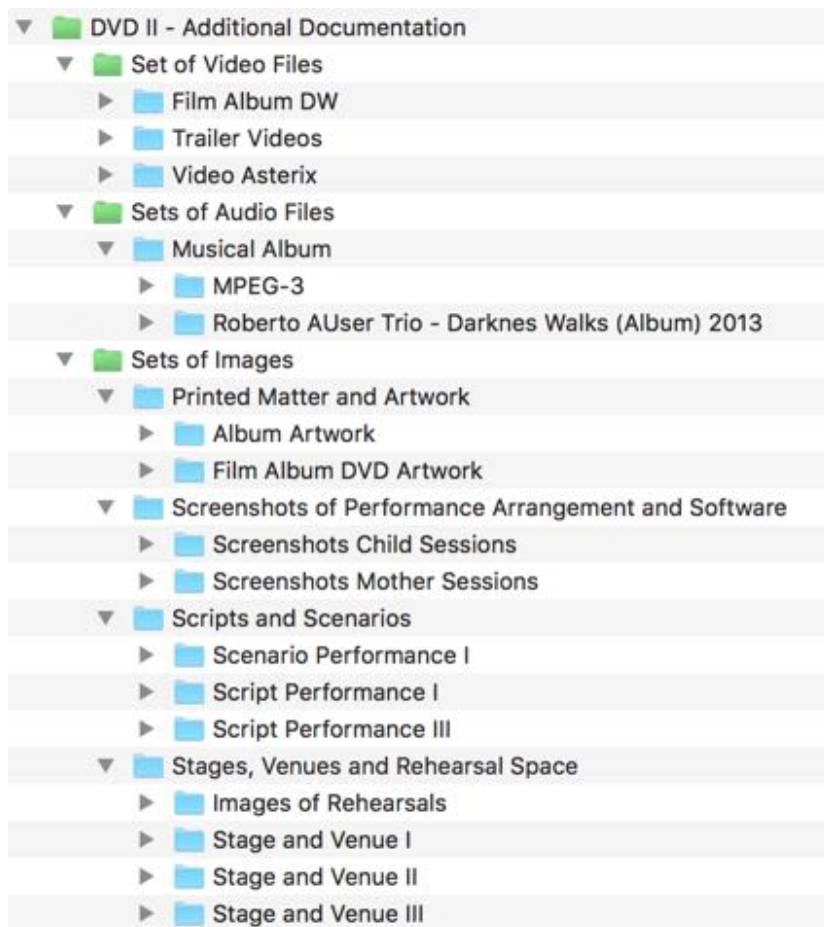 DVD II - Additional Documentation
Set of Video Files
Film Album DW
Trailer Videos
Video Asterix
Sets of Audio Files
Musical Album
MPEG-3
Roberto AUser Trio - Darknes Walks (Album) 2013
Sets of Images
Printed Matter and Artwork
Album Artwork
Film Album DVD Artwork
Screenshots of Performance Arrangement and Software
Screenshots Child Sessions
Screenshots Mother Sessions
Scripts and Scenarios
Scenario Performance I
Script Performance I
Script Performance III
Stages, Venues and Rehearsal Space
Images of Rehearsals
Stage and Venue I
Stage and Venue II
Stage and Venue III